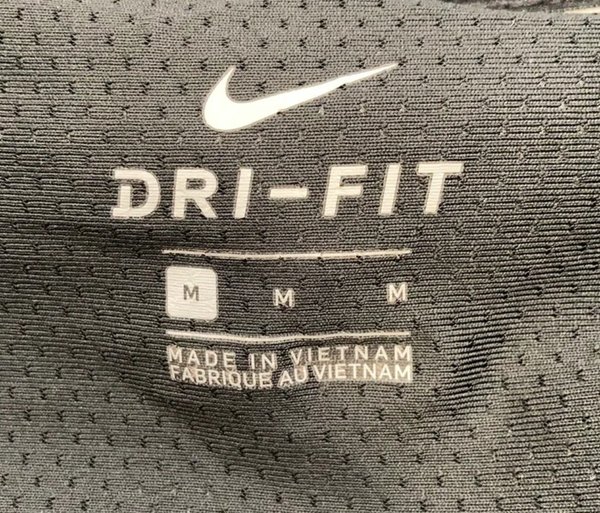 DRI-FIT
M M M
MADE IN VIETNAM
FABRIQUE AU VIETNAM